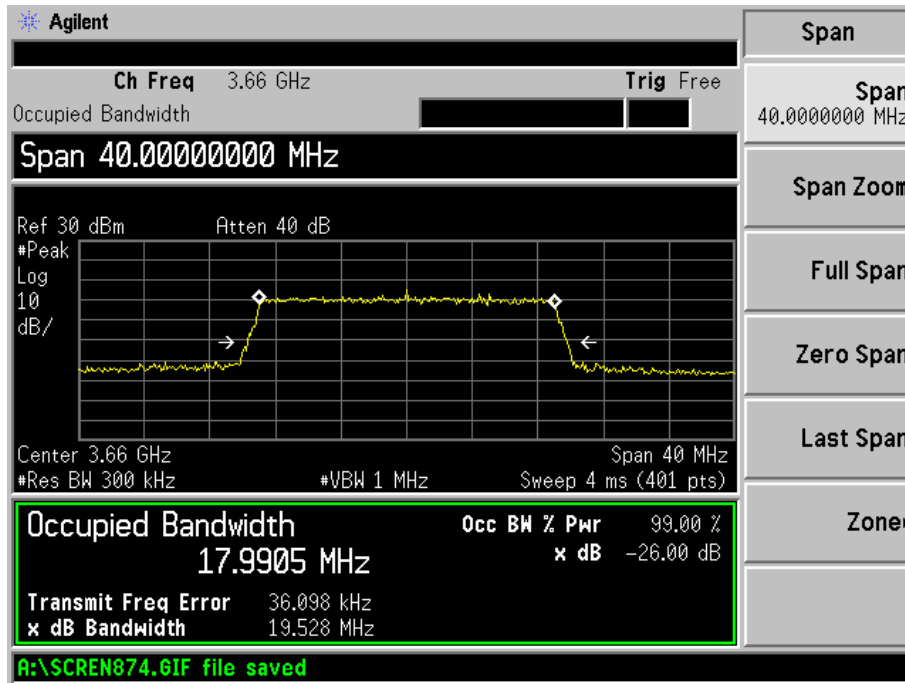 Agilent
Span
Ch Freq 3.66 GHz Trig Free
Occupied Bandwidth
Span
40.0000000 MHz
Span 40.00000000 MHz
Span Zoom
Ref 30 dBm Atten 40 dB
#Peak
Log
10
dB/
Full Span
Zero Span
Last Span
Center 3.66 GHz Span 40 MHz
#Res BW 300 kHz #VBW 1 MHz Sweep 4 ms (401 pts)
Occupied Bandwidth Occ BW % Pwr 99.00 %
17.9905 MHz x dB -26.00 dB
Zone
Transmit Freq Error 36.098 kHz
x dB Bandwidth 19.528 MHz
A:\SCREN874.GIF file saved